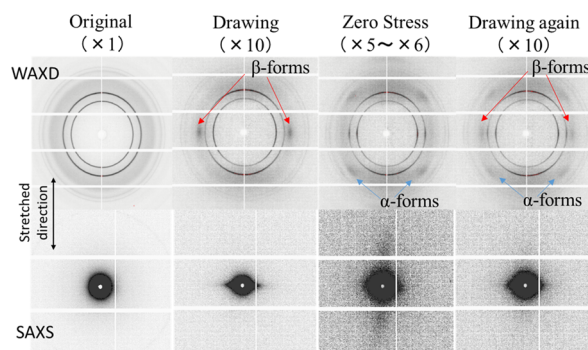 Original
(×1)
Drawing
(×10)
Zero Stress
(×5～×6)
Drawing again
(×10)
WAXD
β-forms
β-forms
α-forms
α-forms
Stretched
direction
SAXS